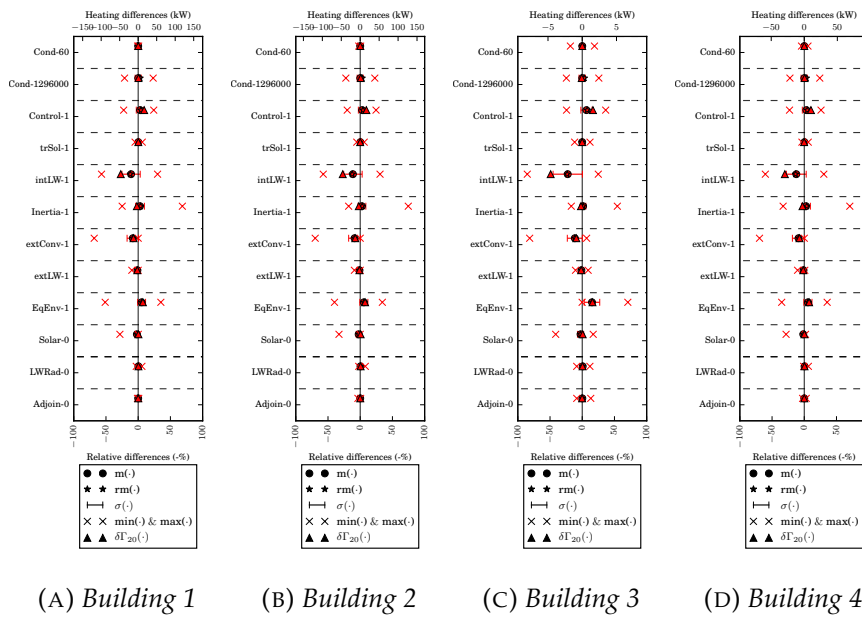 Heating differences (kW)
−150−100−50 0 50 100 150
Cond-60
Cond-1296000
Control-1
trSol-1
intLW-1
Inertia-1
extConv-1
extLW-1
EqEnv-1
Solar-0
LWRad-0
Adjoin-0
−100 −50 0 50 100
Relative differences (-%)
m(·)
rm(·)
σ(·)
min(·) & max(·)
δΓ20(·)
(A) Building 1
Heating differences (kW)
−100 −50 0 50 100
Cond-60
Cond-1296000
Control-1
trSol-1
intLW-1
Inertia-1
extConv-1
extLW-1
EqEnv-1
Solar-0
LWRad-0
Adjoin-0
−100 −50 0 50 100
Relative differences (-%)
m(·)
rm(·)
σ(·)
min(·) & max(·)
δΓ20(·)
(B) Building 2
Heating differences (kW)
−5 0 5
Cond-60
Cond-1296000
Control-1
trSol-1
intLW-1
Inertia-1
extConv-1
extLW-1
EqEnv-1
Solar-0
LWRad-0
Adjoin-0
−100 −50 0 50 100
Relative differences (-%)
m(·)
rm(·)
σ(·)
min(·) & max(·)
δΓ20(·)
(C) Building 3
Heating differences (kW)
−50 0 50
Cond-60
Cond-1296000
Control-1
trSol-1
intLW-1
Inertia-1
extConv-1
extLW-1
EqEnv-1
Solar-0
LWRad-0
Adjoin-0
−100 −50 0 50
Relative differences (-%)
m(·)
rm(·)
σ(·)
min(·) & max(·)
δΓ20(·)
(D) Building 4